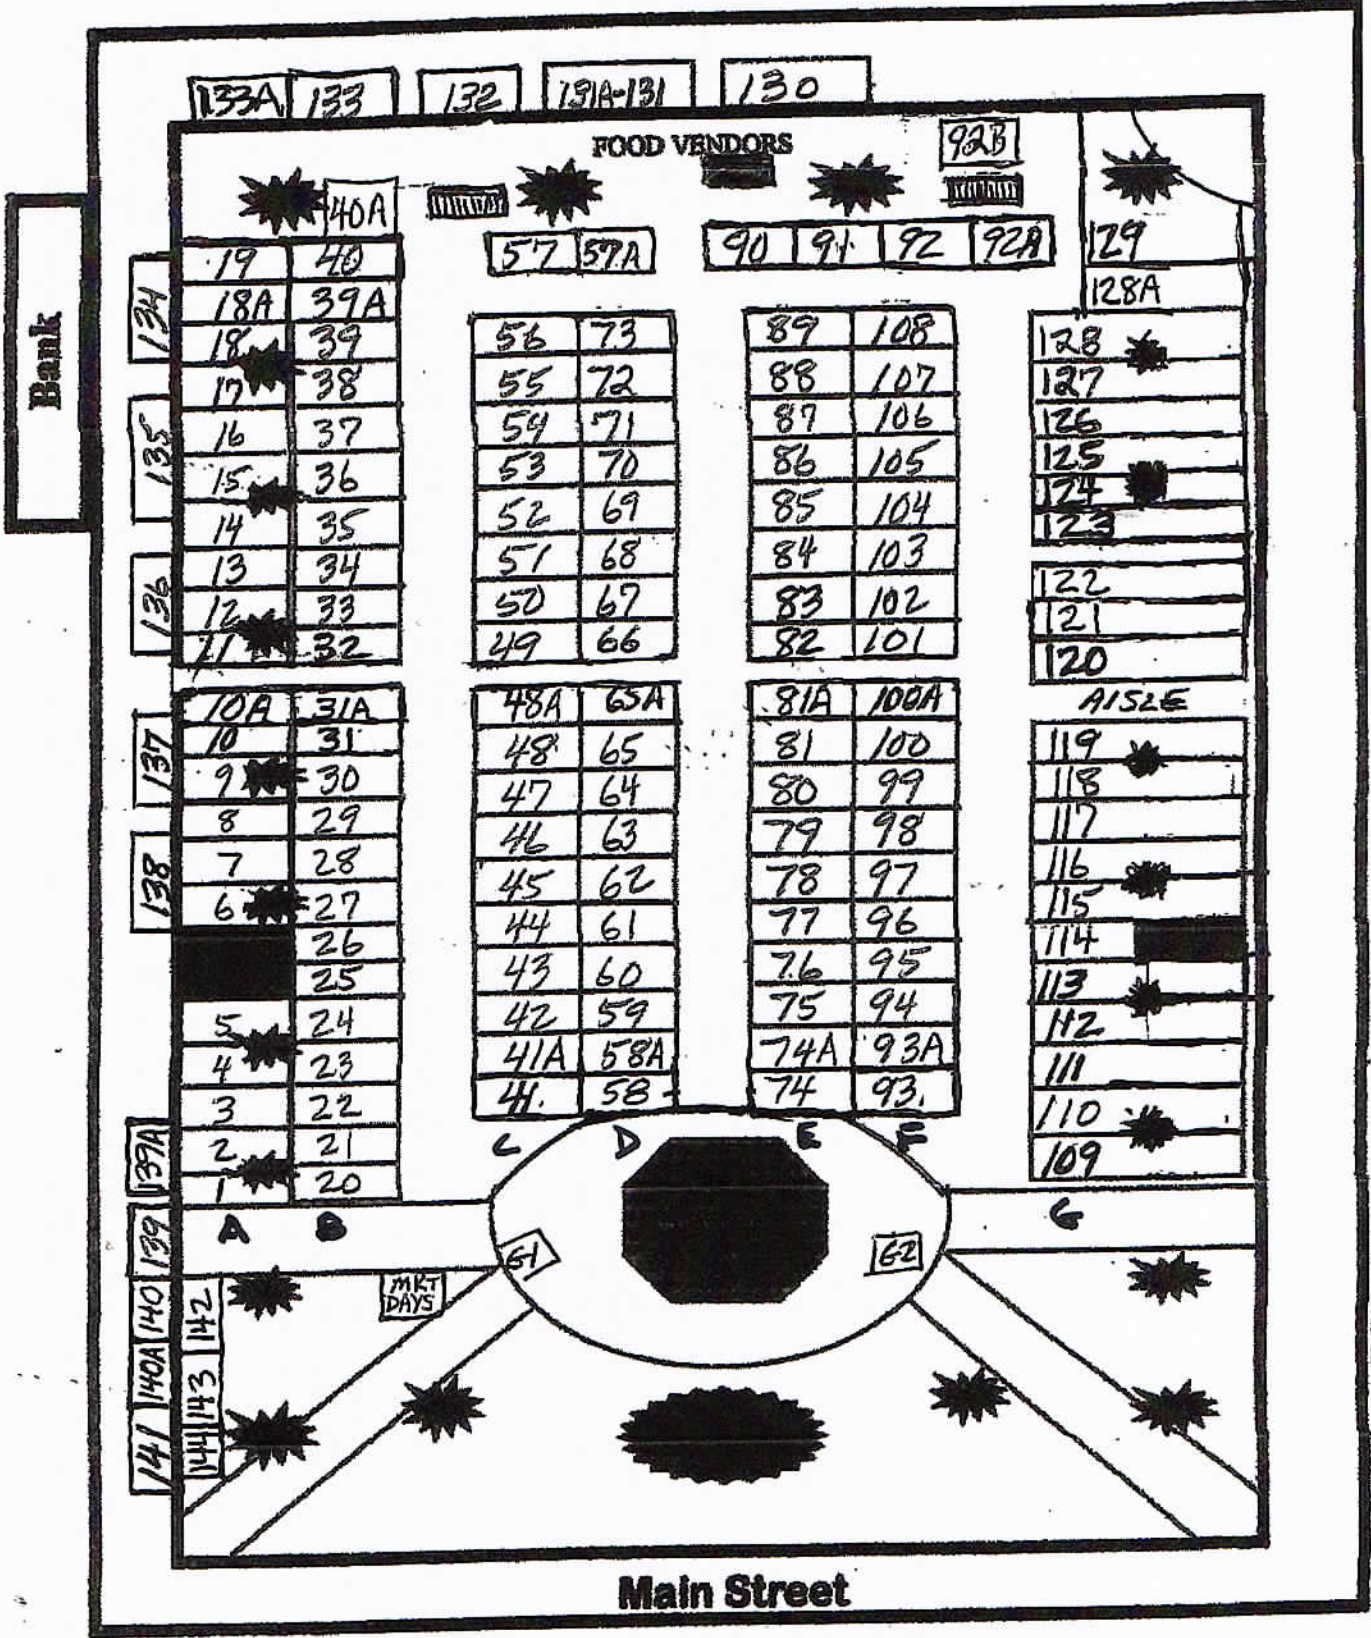 133A 133 132 131A-131 130
FOOD VENDORS
92B
40A
57 57A 90 91 92 92A 129
19 40
128A
18A 39A
134
Bank
18 39 56 73 89 108 128
17 38 55 72 88 107 127
16 37 54 71 87 106 126
135
15 36 53 70 86 105 125
124
14 35 52 69 85 104 123
13 34 51 68 84 103 122
136
12 33 50 67 83 102 121
11 32 49 66 82 101 120
10A 31A 48A 65A 81A 100A AISLE
10 31 48 65 81 100 119
137
9 30 47 64 80 99 118
8 29 46 63 79 98 117
7 28 45 62 78 97 116
138
6 27 44 61 77 96 115
26 114
25 43 60 76 95 113
5 24 42 59 75 94 112
4 23 41A 58A 74A 93A 111
3 22 41 58 74 93 110
2 21 C D E F 109
139A
1 20
A B G
139
G1 G2
MRT
DAYS
140 142
140A 143
141 144
Main Street